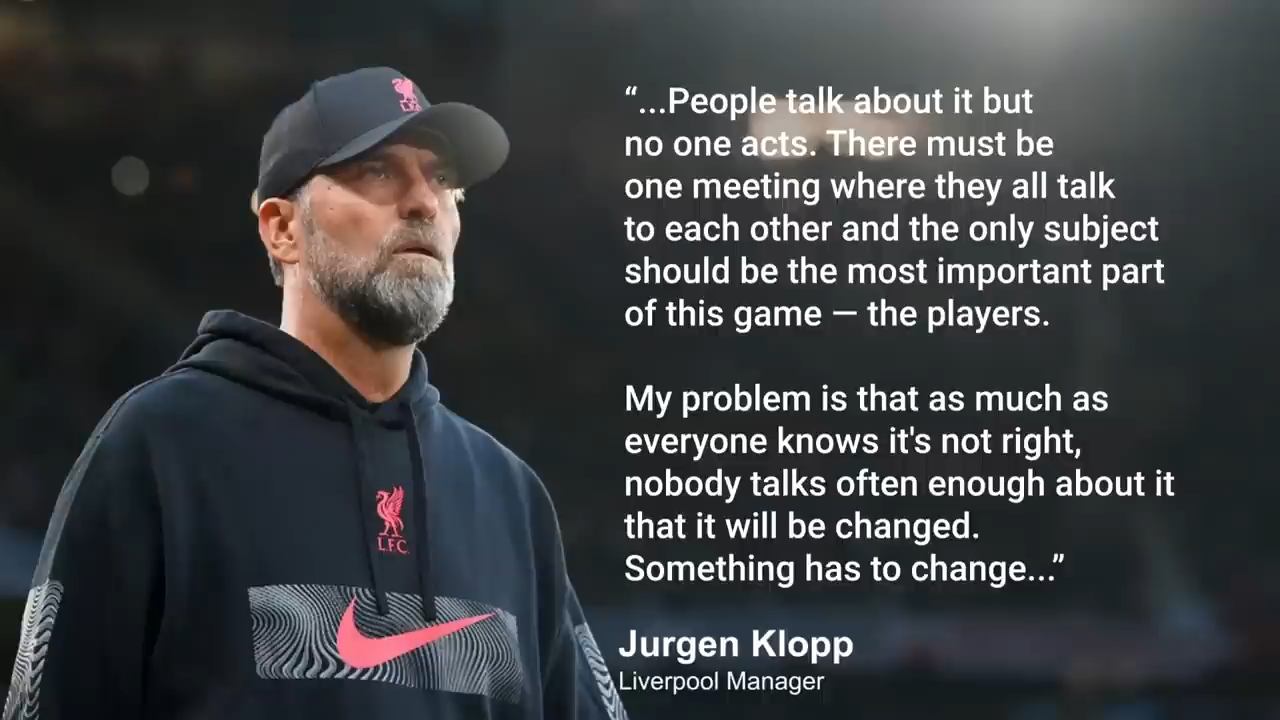 L.F.C.
L.F.C.
“...People talk about it but
no one acts. There must be
one meeting where they all talk
to each other and the only subject
should be the most important part
of this game — the players.
My problem is that as much as
everyone knows it's not right,
nobody talks often enough about it
that it will be changed.
Something has to change...”
Jurgen Klopp
Liverpool Manager